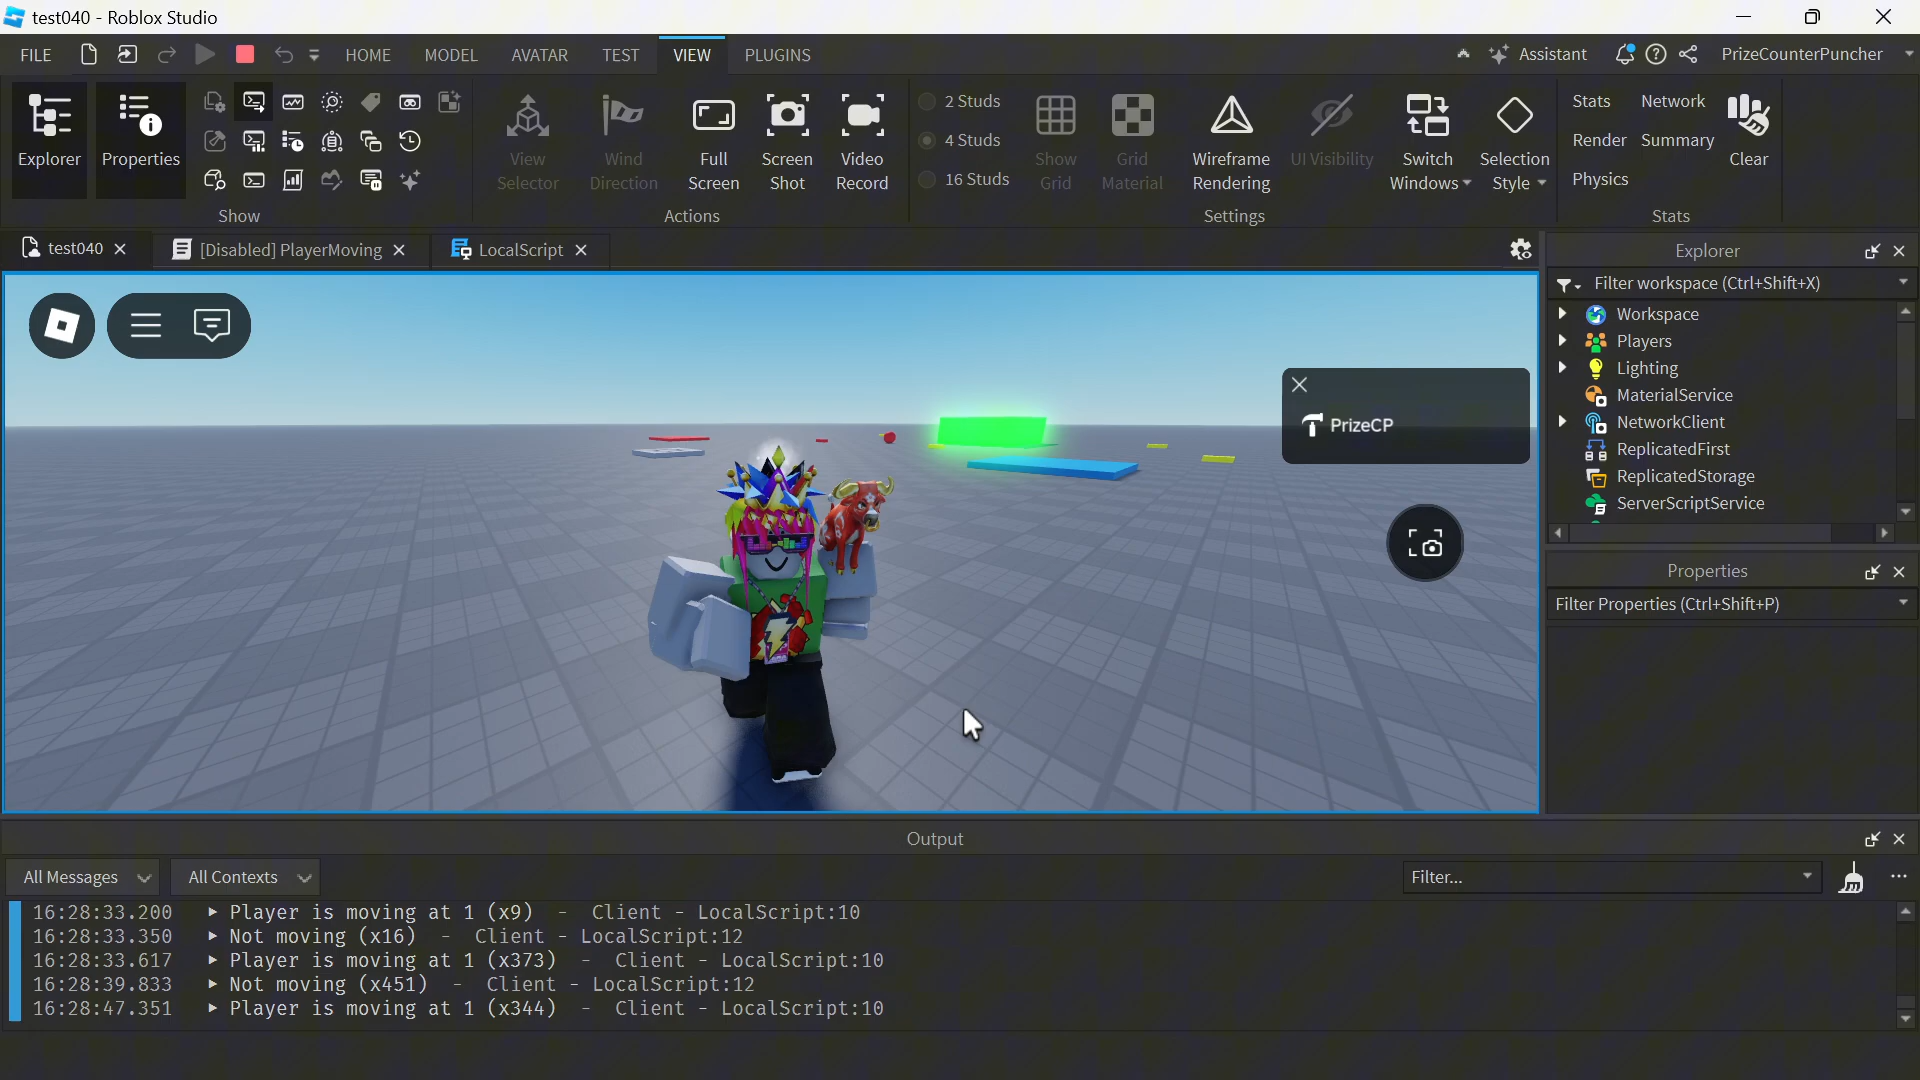 test040 - Roblox Studio
FILE HOME MODEL AVATAR TEST VIEW PLUGINS Assistant PrizeCounterPuncher
Explorer
Properties
Show
View
Selector
Wind
Direction
Full
Screen
Screen
Shot
Video
Record
Actions
2 Studs
4 Studs
16 Studs
Show
Grid
Grid
Material
Wireframe
Rendering
UI Visibility
Switch
Windows
Selection
Style
Settings
Stats Network
Render Summary
Physics
Clear
Stats
test040
[Disabled] PlayerMoving
LocalScript
PrizeCP
Explorer
Filter workspace (Ctrl+Shift+X)
Workspace
Players
Lighting
MaterialService
NetworkClient
ReplicatedFirst
ReplicatedStorage
ServerScriptService
Properties
Filter Properties (Ctrl+Shift+P)
Output
All Messages All Contexts Filter...
16:28:33.200 Player is moving at 1 (x9) - Client - LocalScript:10
16:28:33.350 Not moving (x16) - Client - LocalScript:12
16:28:33.617 Player is moving at 1 (x373) - Client - LocalScript:10
16:28:39.833 Not moving (x451) - Client - LocalScript:12
16:28:47.351 Player is moving at 1 (x344) - Client - LocalScript:10